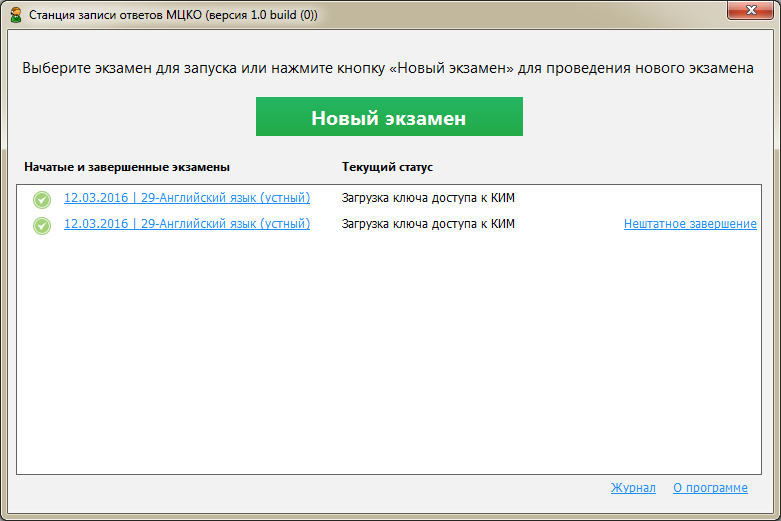 Станция записи ответов МЦКО (версия 1.0 build (0))
Выберите экзамен для запуска или нажмите кнопку «Новый экзамен» для проведения нового экзамена
Новый экзамен
Начатые и завершенные экзамены Текущий статус
12.03.2016 | 29-Английский язык (устный) Загрузка ключа доступа к КИМ
12.03.2016 | 29-Английский язык (устный) Загрузка ключа доступа к КИМ Нештатное завершение
Журнал О программе